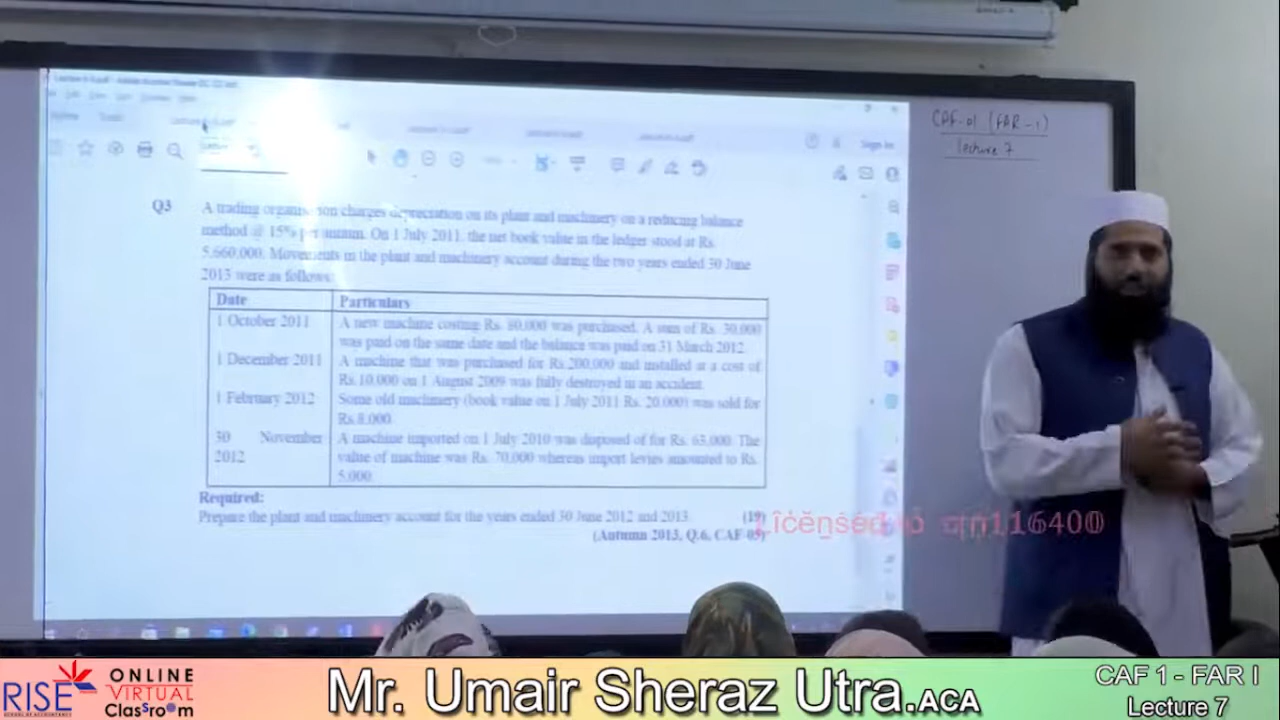 CAF-01 (FAR-1)
lecture 7
Sign In
Q3
A trading organis son charges depreciation on its plant and machinery on a reducing balance
method @ 15% per annum. On 1 July 2011, the net book value in the ledger stood at Rs.
5,660,000. Movements in the plant and machinery account during the two years ended 30 June
2013 were as follows:
Date Particulars
1 October 2011 A new machine costing Rs. 80,000 was purchased. A sum of Rs. 30,000
was paid on the same date and the balance was paid on 31 March 2012.
1 December 2011 A machine that was purchased for Rs.200,000 and installed at a cost of
Rs.10,000 on 1 August 2009 was fully destroyed in an accident.
1 February 2012 Some old machinery (book value on 1 July 2011 Rs. 20,000) was sold for
Rs.8,000.
30 November A machine imported on 1 July 2010 was disposed of for Rs. 63,000. The
2012 value of machine was Rs. 70,000 whereas import levies amounted to Rs.
5,000.
Required:
Prepare the plant and machinery account for the years ended 30 June 2012 and 2013. (19)
(Autumn 2013, Q.6, CAF
RISE
ONLINE
VIRTUAL
Classroom
Mr. Umair Sheraz Utra.ACA
CAF 1 - FAR I
Lecture 7